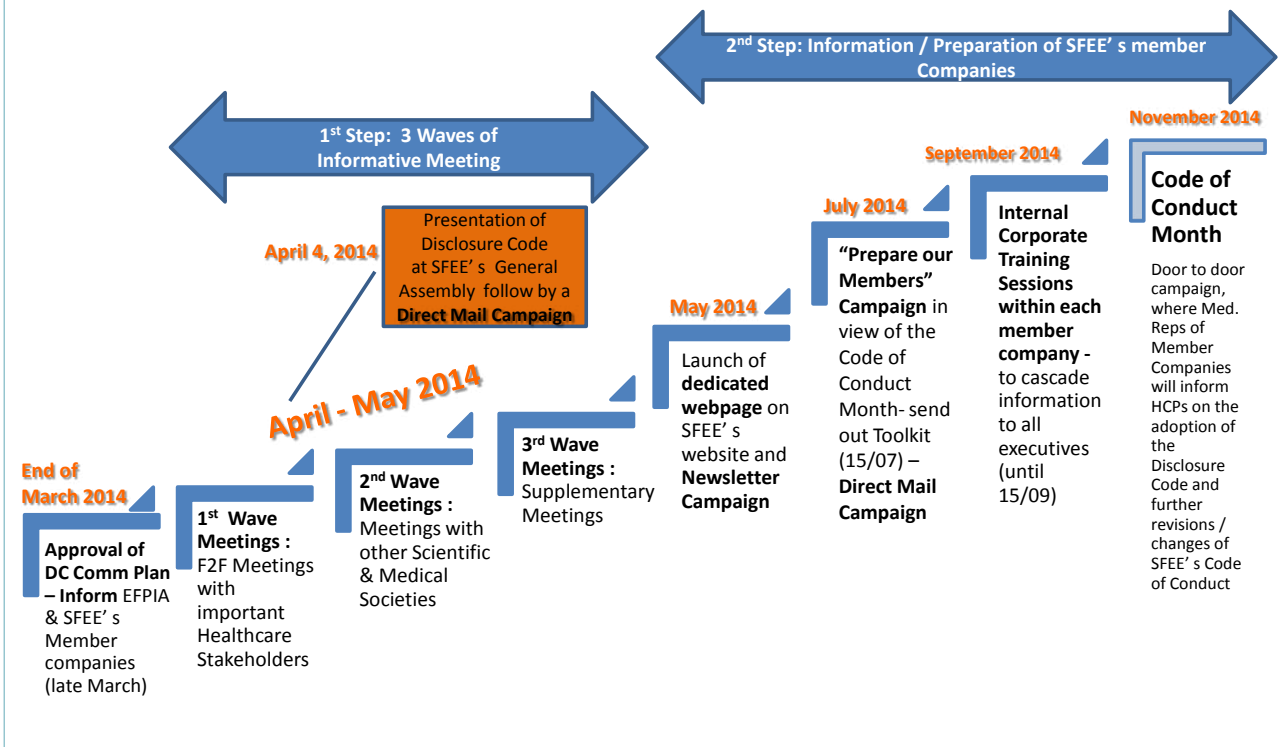 2nd Step: Information / Preparation of SFEE' s member
Companies
1st Step: 3 Waves of
Informative Meeting
April 4, 2014
Presentation of
Disclosure Code
at SFEE' s General
Assembly follow by a
Direct Mail Campaign
April - May 2014
End of
March 2014
Approval of
DC Comm Plan
– Inform EFPIA
& SFEE' s
Member
companies
(late March)
1st Wave
Meetings :
F2F Meetings
with
important
Healthcare
Stakeholders
2nd Wave
Meetings :
Meetings with
other Scientific
& Medical
Societies
3rd Wave
Meetings :
Supplementary
Meetings
May 2014
Launch of
dedicated
webpage on
SFEE' s
website and
Newsletter
Campaign
July 2014
“Prepare our
Members”
Campaign in
view of the
Code of
Conduct
Month- send
out Toolkit
(15/07) –
Direct Mail
Campaign
September 2014
Internal
Corporate
Training
Sessions
within each
member
company -
to cascade
information
to all
executives
(until
15/09)
November 2014
Code of
Conduct
Month
Door to door
campaign,
where Med.
Reps of
Member
Companies
will inform
HCPs on the
adoption of
the
Disclosure
Code and
further
revisions /
changes of
SFEE' s Code
of Conduct